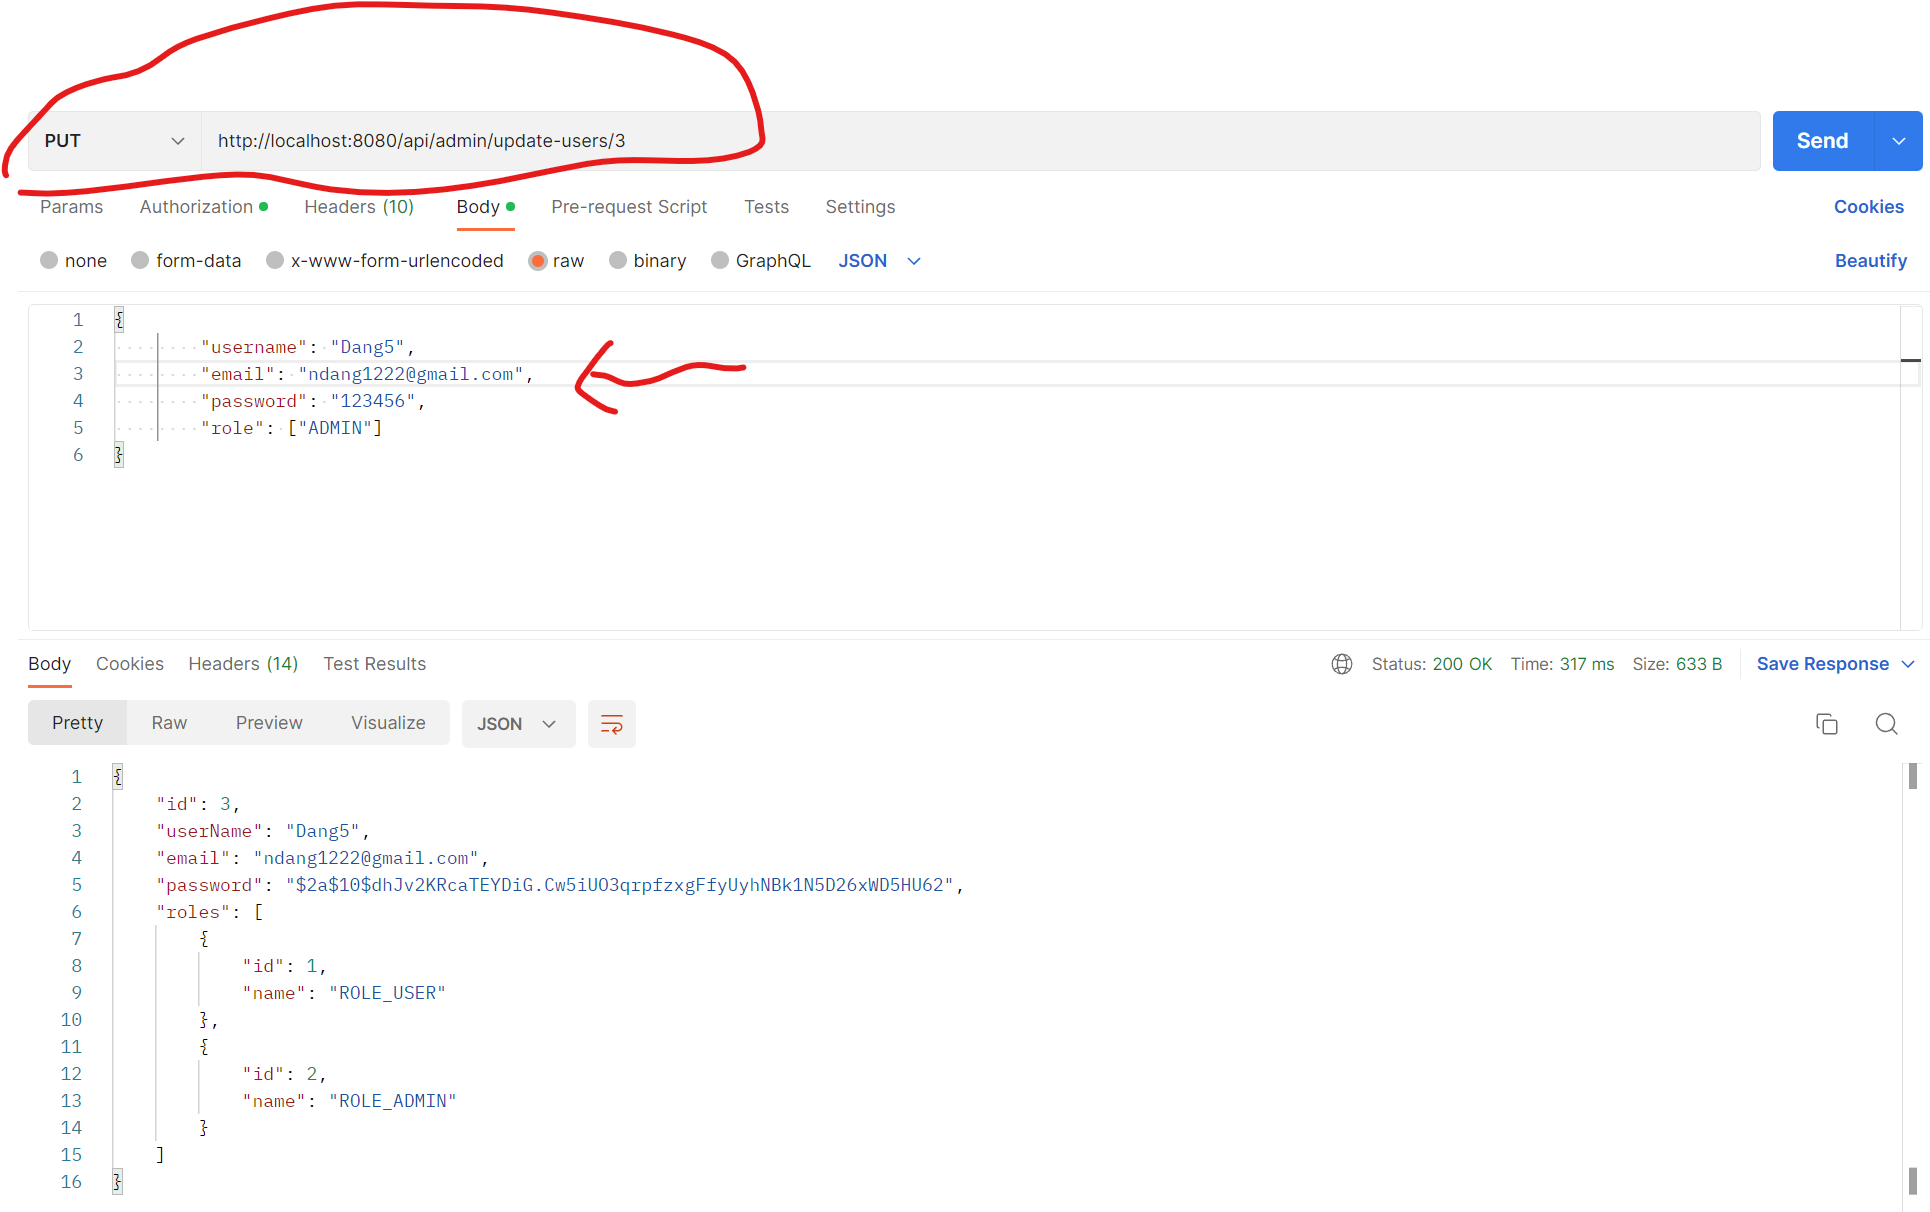 PUT http://localhost:8080/api/admin/update-users/3 Send
Params Authorization Headers (10) Body Pre-request Script Tests Settings Cookies
none form-data x-www-form-urlencoded raw binary GraphQL JSON Beautify
1 {
2 "username": "Dang5",
3 "email": "ndang1222@gmail.com",
4 "password": "123456",
5 "role": ["ADMIN"]
6 }
Body Cookies Headers (14) Test Results Status: 200 OK Time: 317 ms Size: 633 B Save Response
Pretty Raw Preview Visualize JSON
1 {
2 "id": 3,
3 "userName": "Dang5",
4 "email": "ndang1222@gmail.com",
5 "password": "$2a$10$dhJv2KRcaTEYDiG.Cw5iUO3qrpfzxgFfyUyhNBk1N5D26xWD5HU62",
6 "roles": [
7 {
8 "id": 1,
9 "name": "ROLE_USER"
10 },
11 {
12 "id": 2,
13 "name": "ROLE_ADMIN"
14 }
15 ]
16 }